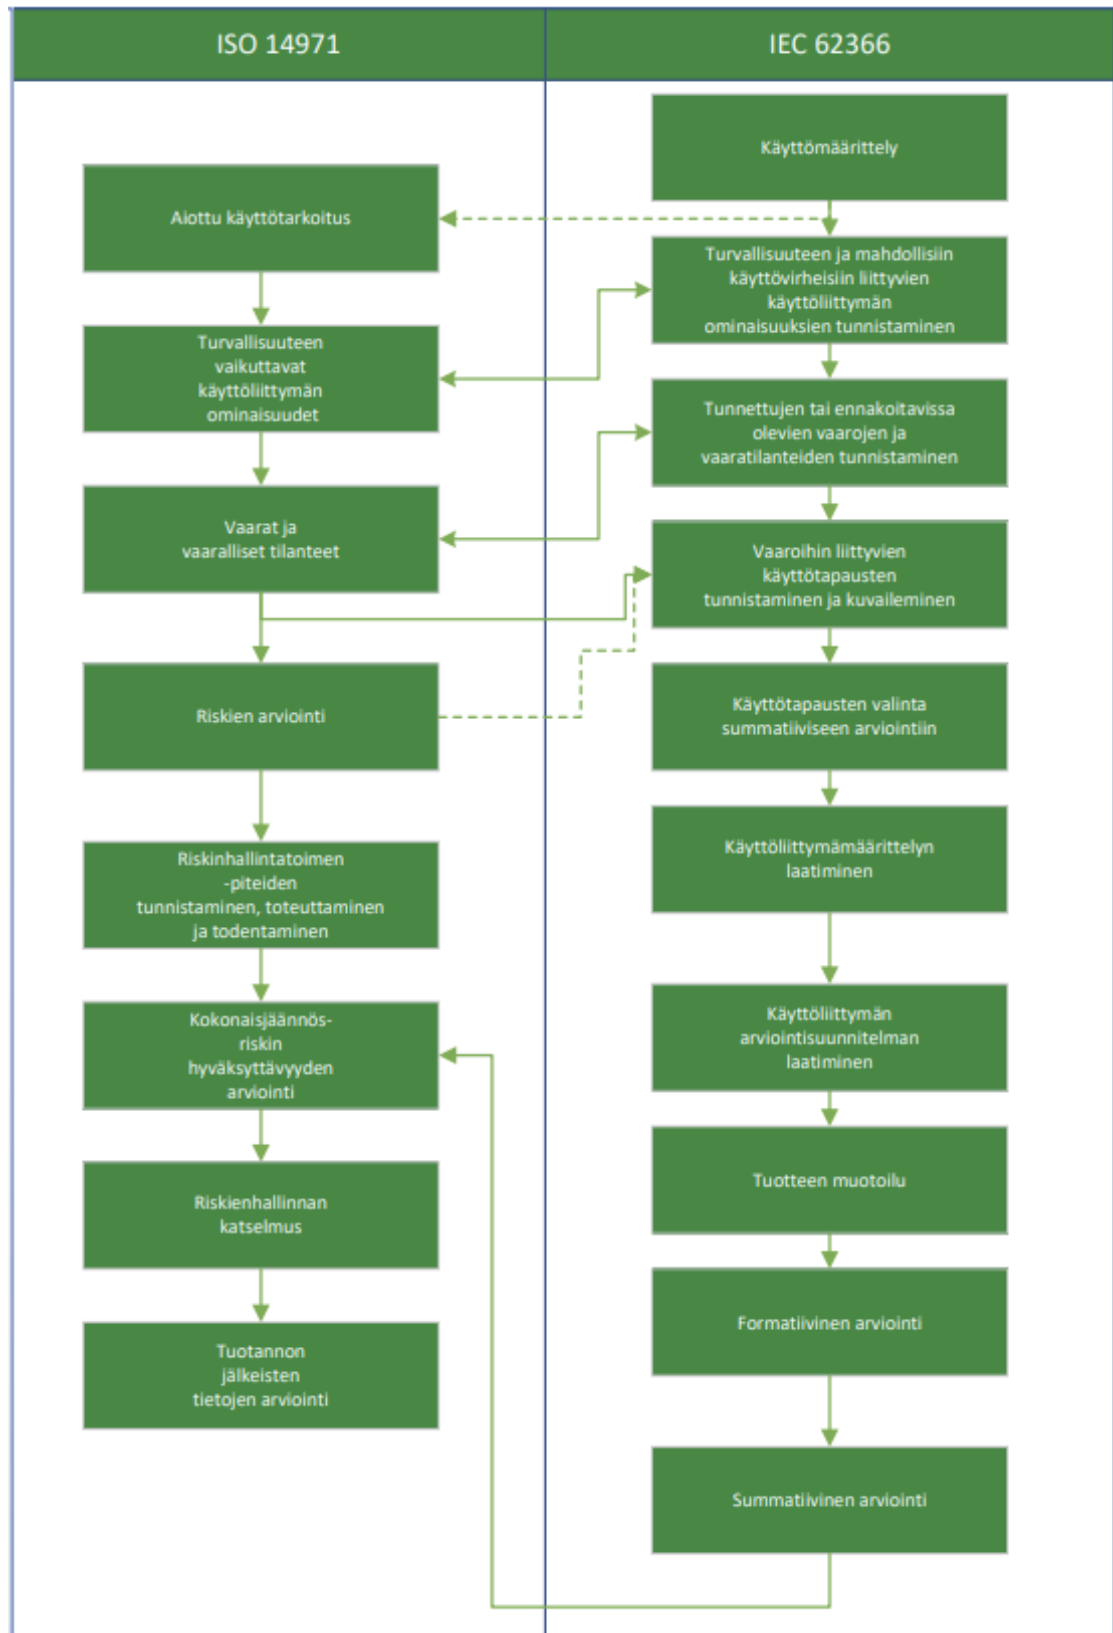 ISO 14971
IEC 62366
Aiottu käyttötarkoitus
Turvallisuuteen
vaikuttavat
käyttöliittymän
ominaisuudet
Vaarat ja
vaaralliset tilanteet
Riskien arviointi
Riskinhallintatoimen
-piteiden
tunnistaminen, toteuttaminen
ja todentaminen
Kokonaisjäännös-
riskin
hyväksyttävyyden
arviointi
Riskienhallinnan
katselmus
Tuotannon
jälkeisten
tietojen arviointi
Käyttömäärittely
Turvallisuuteen ja mahdollisiin
käyttövirheisiin liittyvien
käyttöliittymän
ominaisuuksien tunnistaminen
Tunnettujen tai ennakoitavissa
olevien vaarojen ja
vaaratilanteiden tunnistaminen
Vaaroihin liittyvien
käyttötapausten
tunnistaminen ja kuvaileminen
Käyttötapausten valinta
summatiiviseen arviointiin
Käyttöliittymämäärittelyn
laatiminen
Käyttöliittymän
arviointisuunnitelman
laatiminen
Tuotteen muotoilu
Formatiivinen arviointi
Summatiivinen arviointi